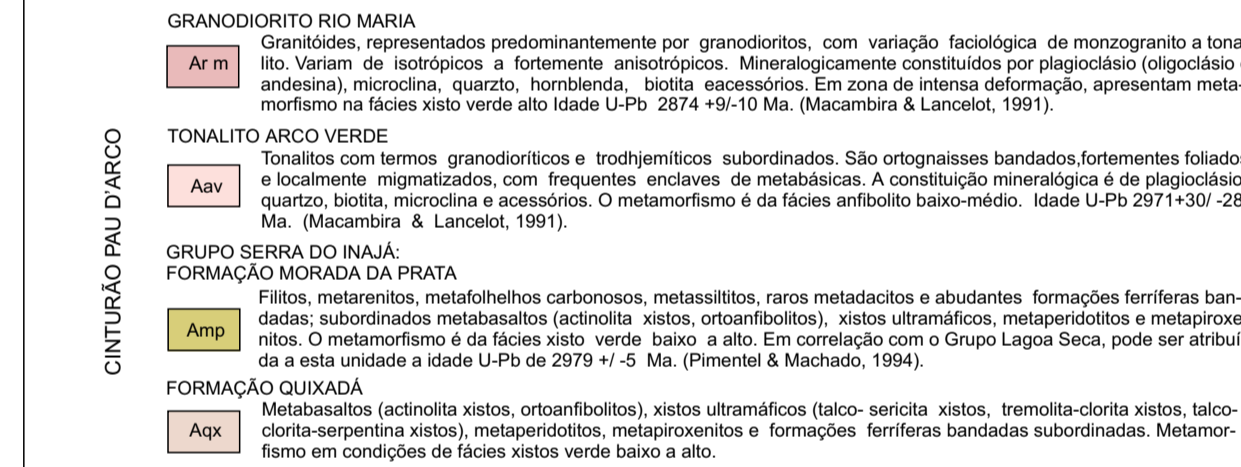 GRANODIORITO RIO MARIA
Ar m
Granitóides, representados predominantemente por granodioritos, com variação faciológica de monzogranito a tona
lito. Variam de isotrópicos a fortemente anisotrópicos. Mineralogicamente constituídos por plagioclásio (oligoclásio
andesina), microclina, quarzto, hornblenda, biotita eacessórios. Em zona de intensa deformação, apresentam meta-
morfismo na fácies xisto verde alto Idade U-Pb 2874 +9/-10 Ma. (Macambira & Lancelot, 1991).
TONALITO ARCO VERDE
Aav
Tonalitos com termos granodioríticos e trodhjemíticos subordinados. São ortognaisses bandados,fortementes foliados
e localmente migmatizados, com frequentes enclaves de metabásicas. A constituição mineralógica é de plagioclásio
quartzo, biotita, microclina e acessórios. O metamorfismo é da fácies anfibolito baixo-médio. Idade U-Pb 2971+30/ -28
Ma. (Macambira & Lancelot, 1991).
CINTURÃO PAU D'ARCO
GRUPO SERRA DO INAJÁ:
FORMAÇÃO MORADA DA PRATA
Amp
Filitos, metarenitos, metafolhelhos carbonosos, metassiltitos, raros metadacitos e abudantes formações ferríferas ban-
dadas; subordinados metabasaltos (actinolita xistos, ortoanfibolitos), xistos ultramáficos, metaperidotitos e metapiroxe
nitos. O metamorfismo é da fácies xisto verde baixo a alto. Em correlação com o Grupo Lagoa Seca, pode ser atribuí
da a esta unidade a idade U-Pb de 2979 +/ -5 Ma. (Pimentel & Machado, 1994).
FORMAÇÃO QUIXADÁ
Aqx
Metabasaltos (actinolita xistos, ortoanfibolitos), xistos ultramáficos (talco- sericita xistos, tremolita-clorita xistos, talco-
clorita-serpentina xistos), metaperidotitos, metapiroxenitos e formações ferríferas bandadas subordinadas. Metamor-
fismo em condições de fácies xistos verde baixo a alto.